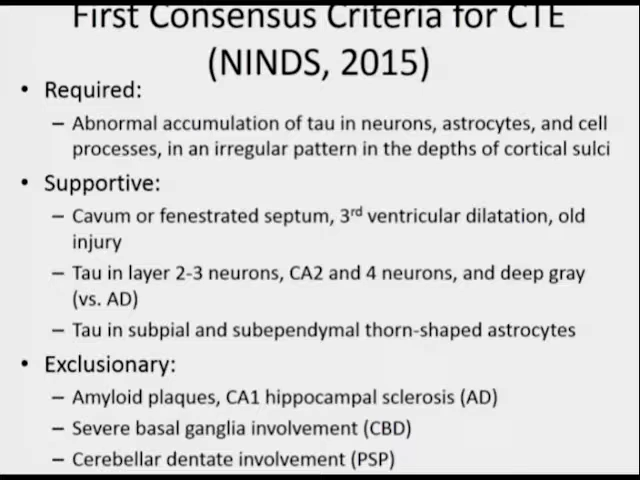 First Consensus Criteria for CTE
(NINDS, 2015)
• Required:
– Abnormal accumulation of tau in neurons, astrocytes, and cell
processes, in an irregular pattern in the depths of cortical sulci
• Supportive:
– Cavum or fenestrated septum, 3rd ventricular dilatation, old
injury
– Tau in layer 2-3 neurons, CA2 and 4 neurons, and deep gray
(vs. AD)
– Tau in subpial and subependymal thorn-shaped astrocytes
• Exclusionary:
– Amyloid plaques, CA1 hippocampal sclerosis (AD)
– Severe basal ganglia involvement (CBD)
– Cerebellar dentate involvement (PSP)